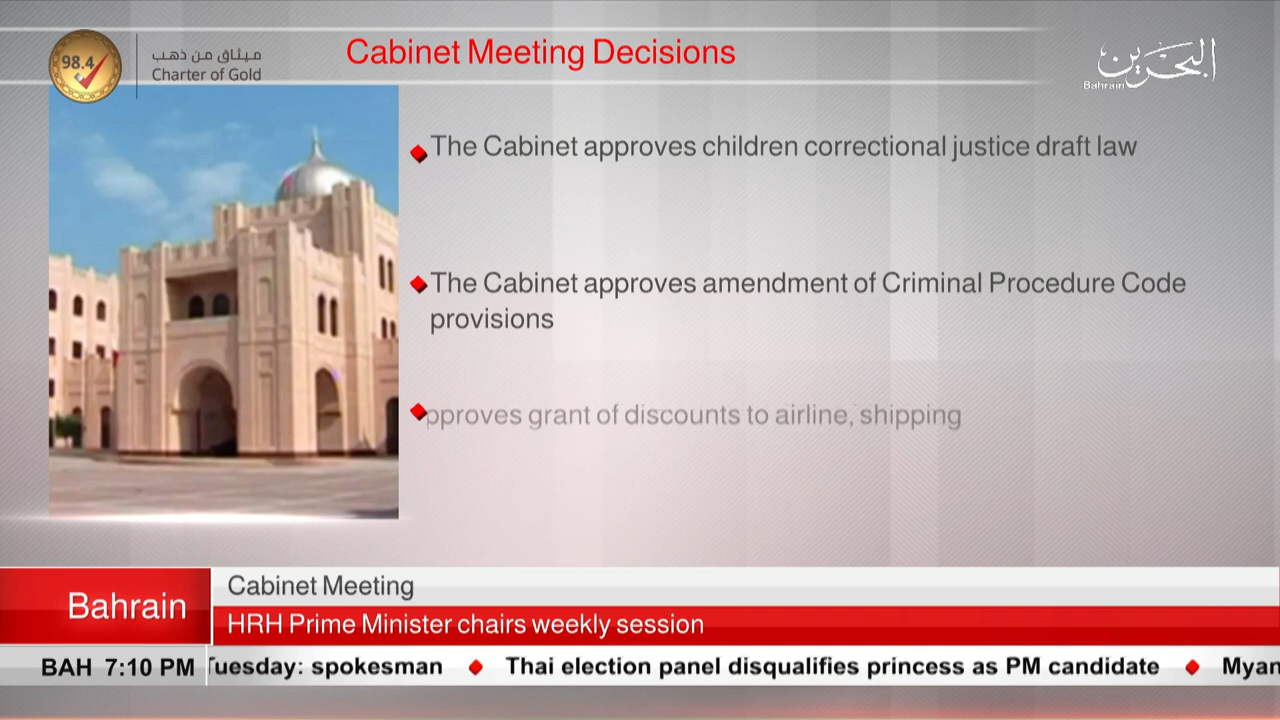 98.4
ميثاق من ذهب
Charter of Gold
Cabinet Meeting Decisions
البحرين
Bahrain
The Cabinet approves children correctional justice draft law
The Cabinet approves amendment of Criminal Procedure Code
provisions
pproves grant of discounts to airline, shipping
Bahrain
Cabinet Meeting
HRH Prime Minister chairs weekly session
BAH 7:10 PM
Tuesday: spokesman ♦ Thai election panel disqualifies princess as PM candidate ♦ Myan